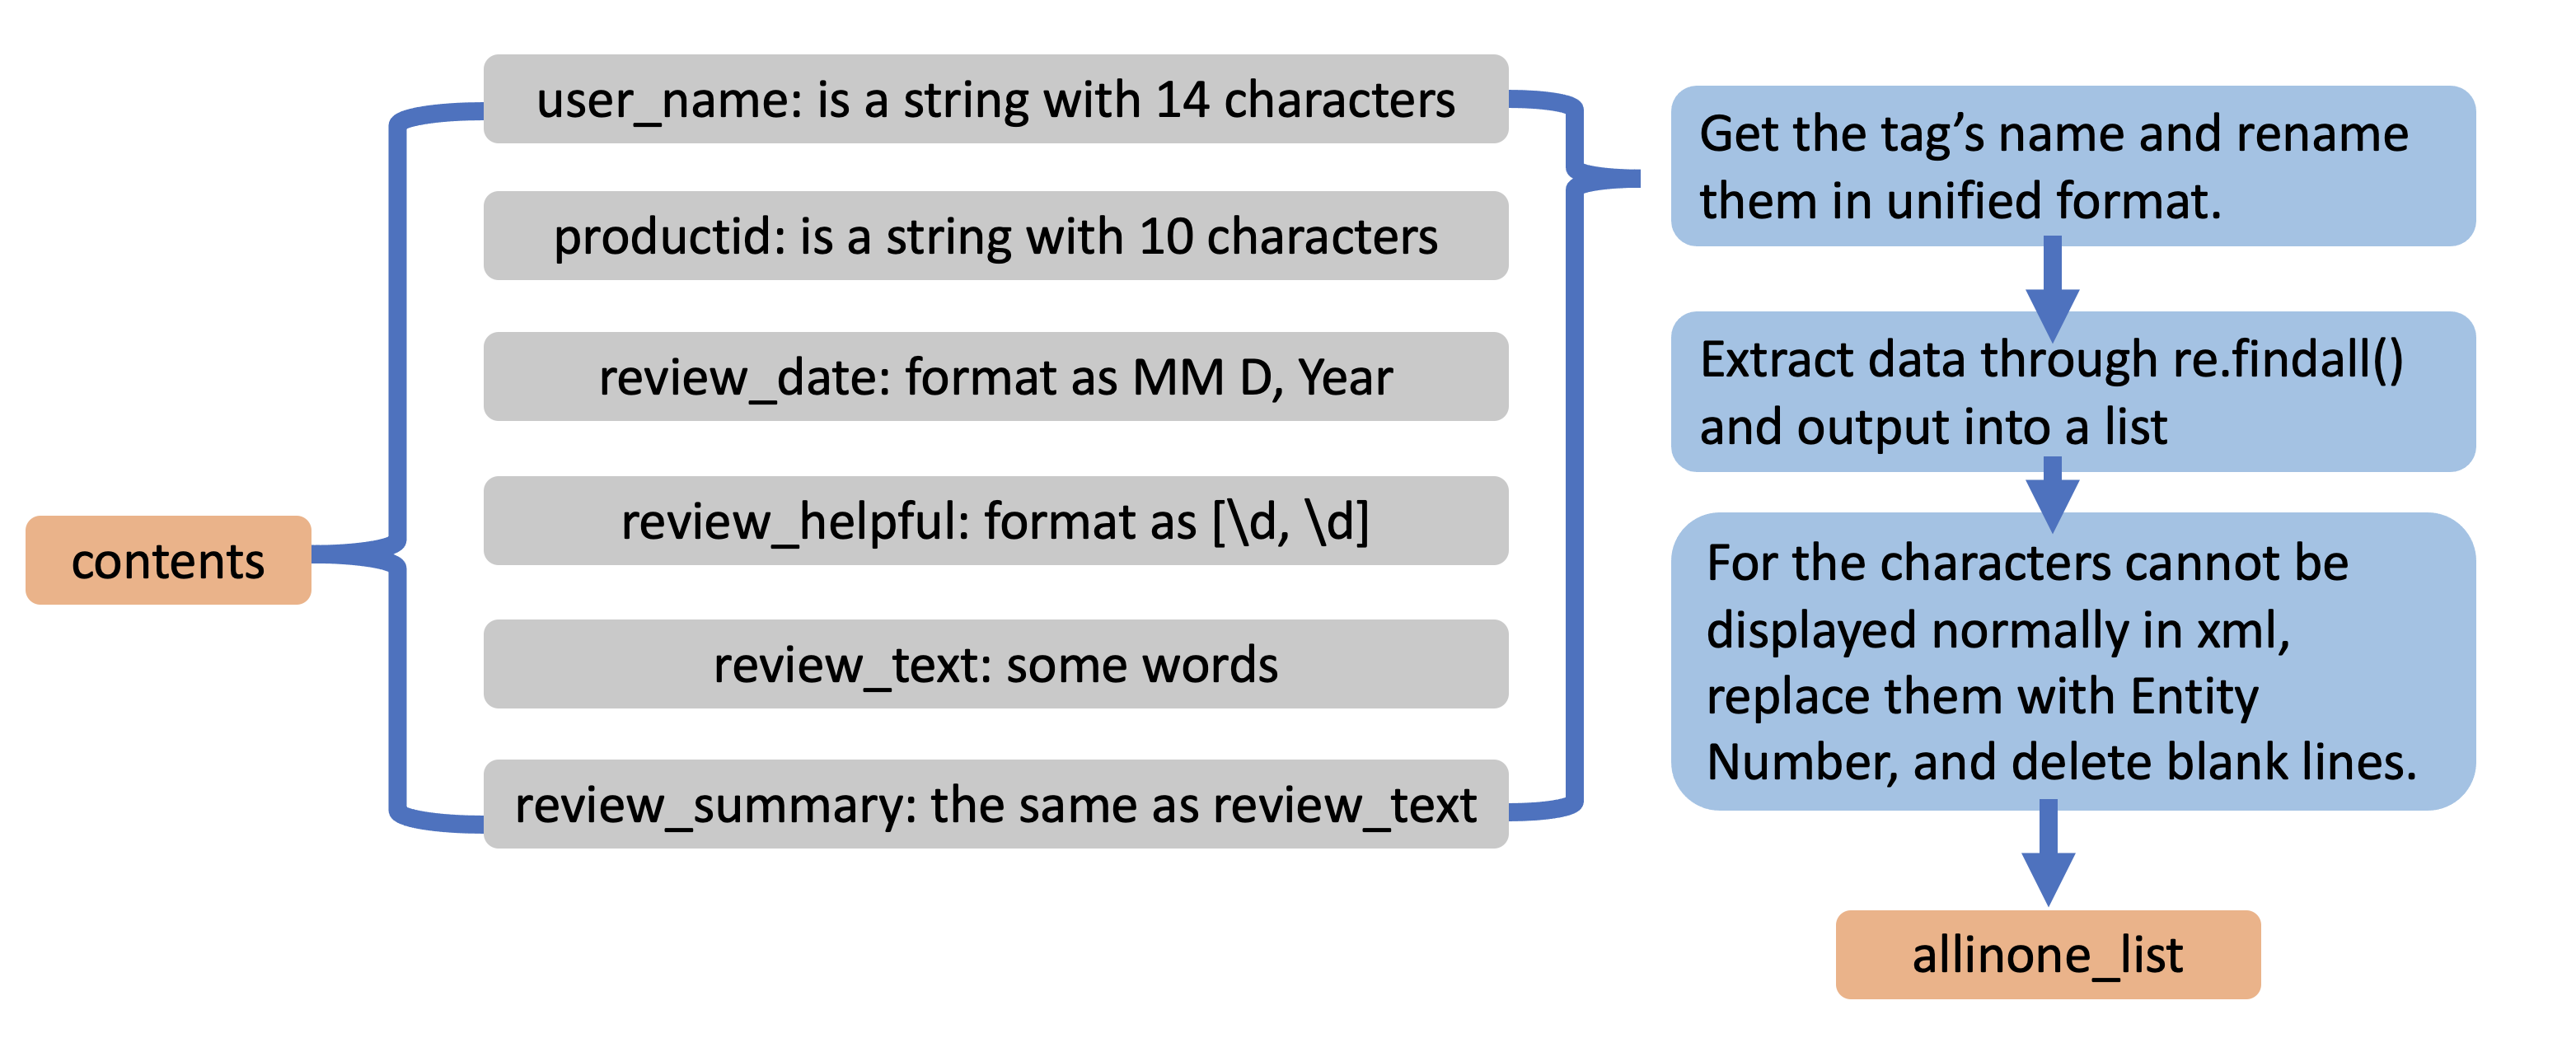 contents
user_name: is a string with 14 characters
productid: is a string with 10 characters
review_date: format as MM D, Year
review_helpful: format as [\d, \d]
review_text: some words
review_summary: the same as review_text
Get the tag’s name and rename
them in unified format.
Extract data through re.findall()
and output into a list
For the characters cannot be
displayed normally in xml,
replace them with Entity
Number, and delete blank lines.
allinone_list